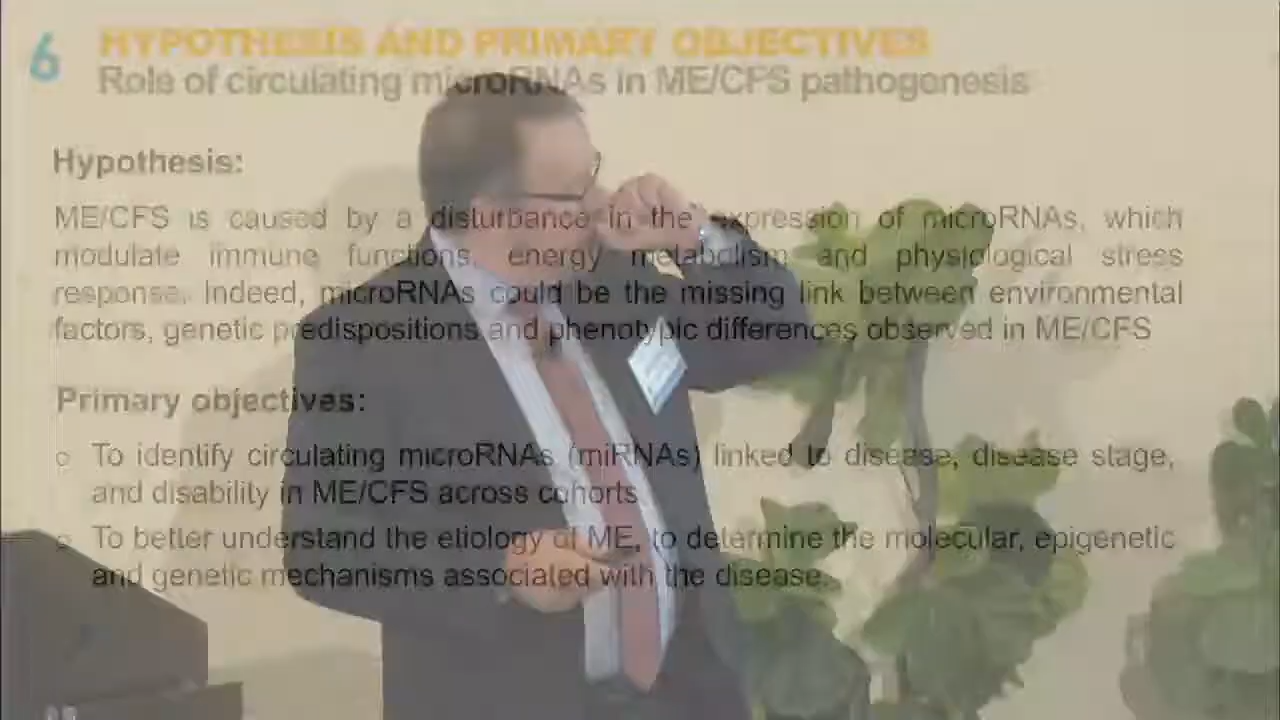 6
HYPOTHESIS AND PRIMARY OBJECTIVES
Role of circulating microRNAs in ME/CFS pathogenesis
Hypothesis:
ME/CFS is caused by a disturbance in the expression of microRNAs, which
modulate immune functions, energy metabolism and physiological stress
response. Indeed, microRNAs could be the missing link between environmental
factors, genetic predispositions and phenotypic differences observed in ME/CFS
Primary objectives:
o To identify circulating microRNAs (miRNAs) linked to disease, disease stage,
and disability in ME/CFS across cohorts
o To better understand the etiology of ME, to determine the molecular, epigenetic
and genetic mechanisms associated with the disease.